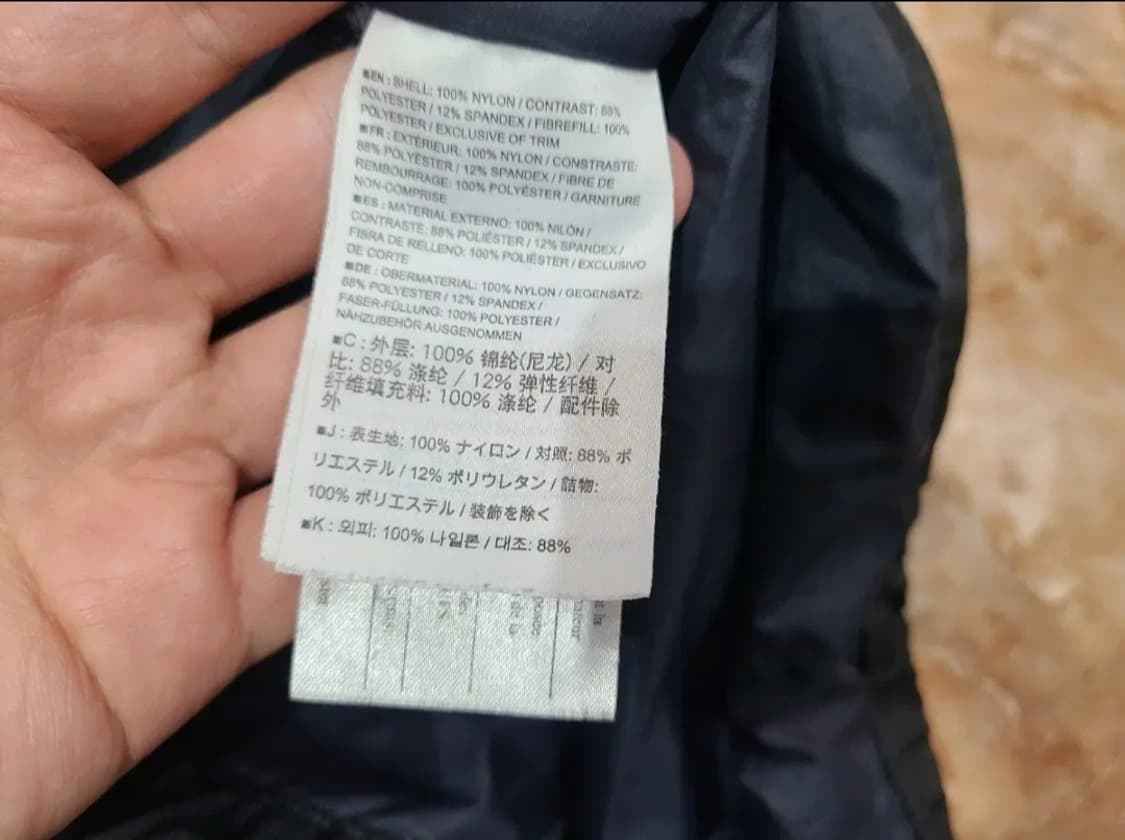 ■EN : SHELL: 100% NYLON / CONTRAST: 88%
POLYESTER / 12% SPANDEX / FIBREFILL: 100%
POLYESTER / EXCLUSIVE OF TRIM
■FR : EXTÉRIEUR: 100% NYLON / CONSTRASTE:
88% POLYÉSTER / 12% SPANDEX / FIBRE DE
REMBOURRAGE: 100% POLYÉSTER / GARNITURE
NON-COMPRISE
■ES : MATERIAL EXTERNO: 100% NILÓN /
CONTRASTE: 88% POLIÉSTER / 12% SPANDEX /
FIBRA DE RELLENO: 100% POLIÉSTER / EXCLUSIVO
DE CORTE
■DE : OBERMATERIAL: 100% NYLON / GEGENSATZ:
88% POLYESTER / 12% SPANDEX /
FASER-FÜLLUNG: 100% POLYESTER /
NÄHZUBEHÖR AUSGENOMMEN
■C : 外层: 100% 锦纶(尼龙) / 对
比: 88% 涤纶 / 12% 弹性纤维 /
纤维填充料: 100% 涤纶 / 配件除
外
■J : 表生地: 100% ナイロン / 対照: 88% ポ
リエステル / 12% ポリウレタン / 詰物:
100% ポリエステル / 装飾を除く
■K : 외피: 100% 나일론 / 대조: 88%